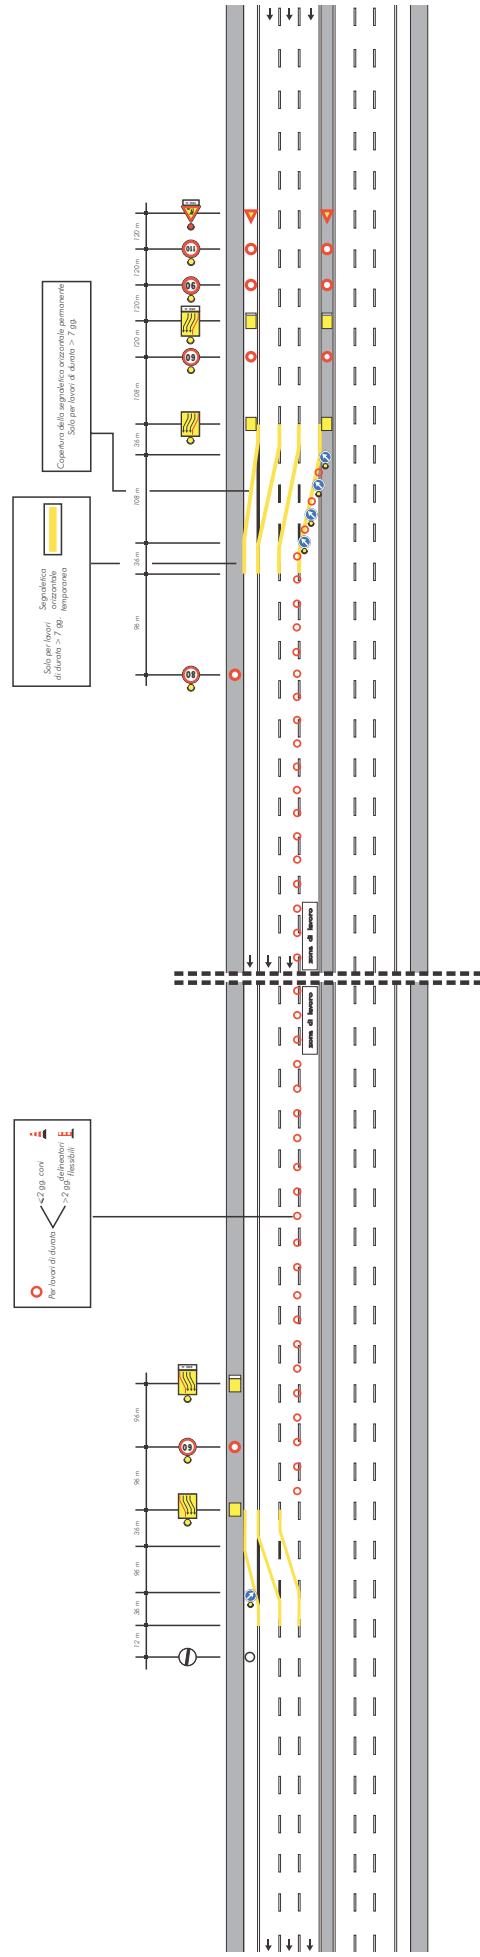 120 m
120 m
120 m
120 m
108 m
36 m
108 m
36 m
96 m
110
90
60
80
Copertura della segnaletica orizzontale permanente
Solo per lavori di durata > 7 gg.
Segnaletica
orizzontale
temporanea
Solo per lavori
di durata > 7 gg.
zona di lavoro
zona di lavoro
Per lavori di durata
<2 gg. coni
>2 gg. delineatori
flessibili
96 m
96 m
36 m
96 m
36 m
12 m
60